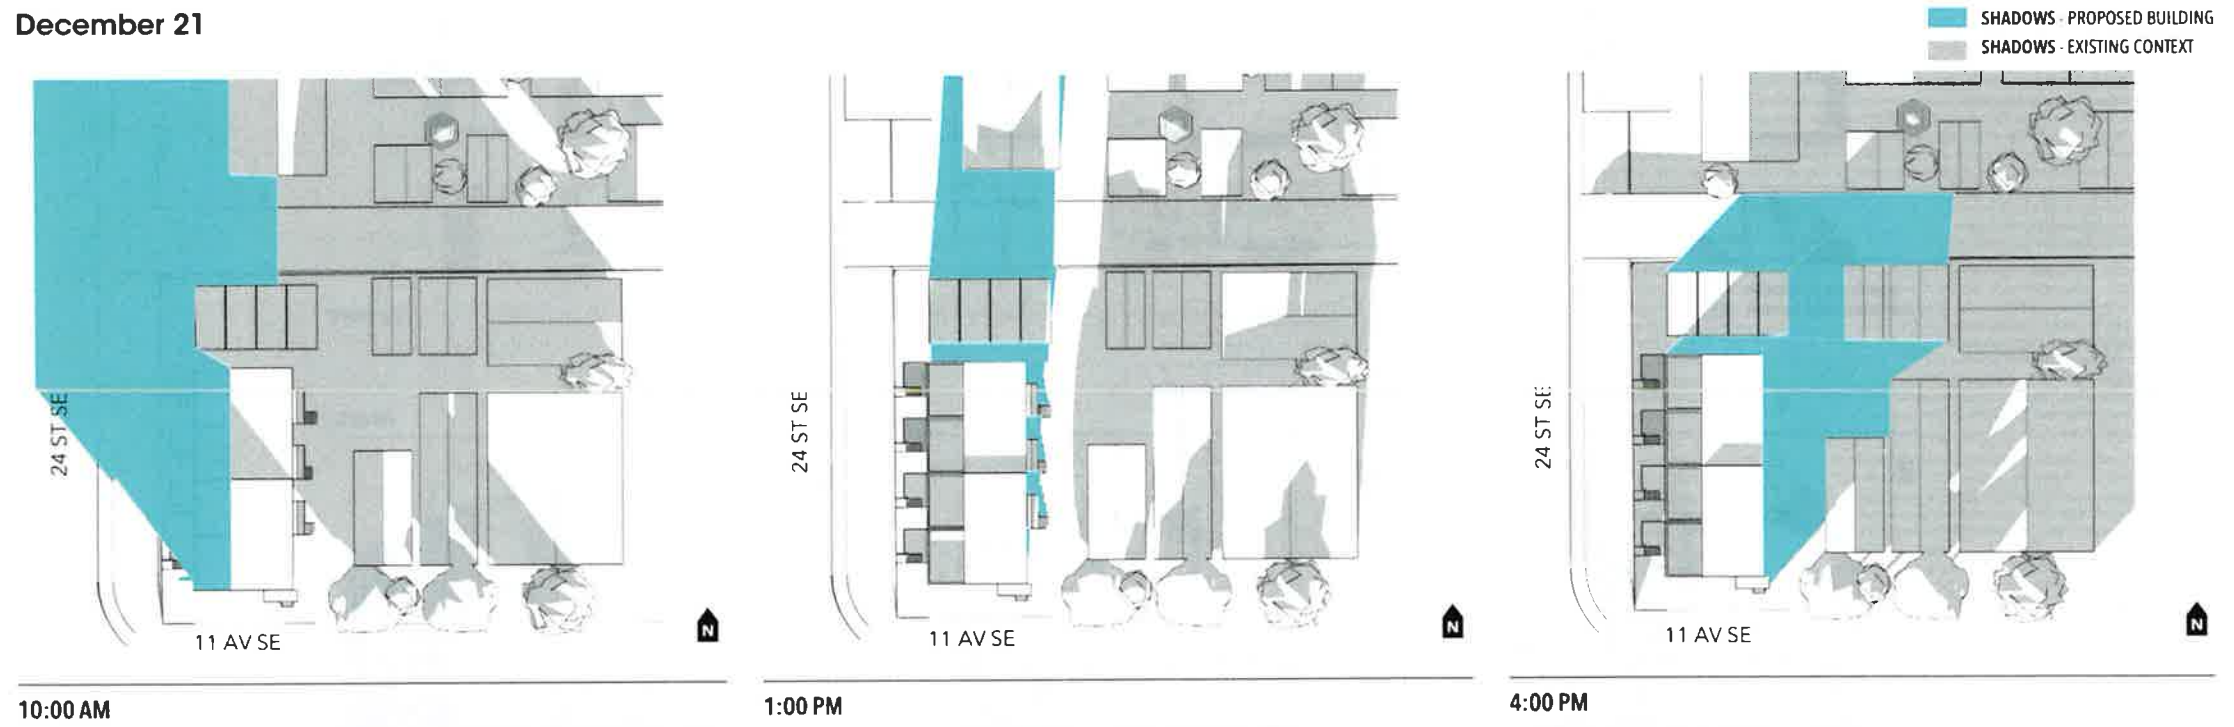 December 21
SHADOWS - PROPOSED BUILDING
SHADOWS - EXISTING CONTEXT
24 ST SE
11 AV SE
N
10:00 AM
24 ST SE
11 AV SE
N
1:00 PM
24 ST SE
11 AV SE
N
4:00 PM